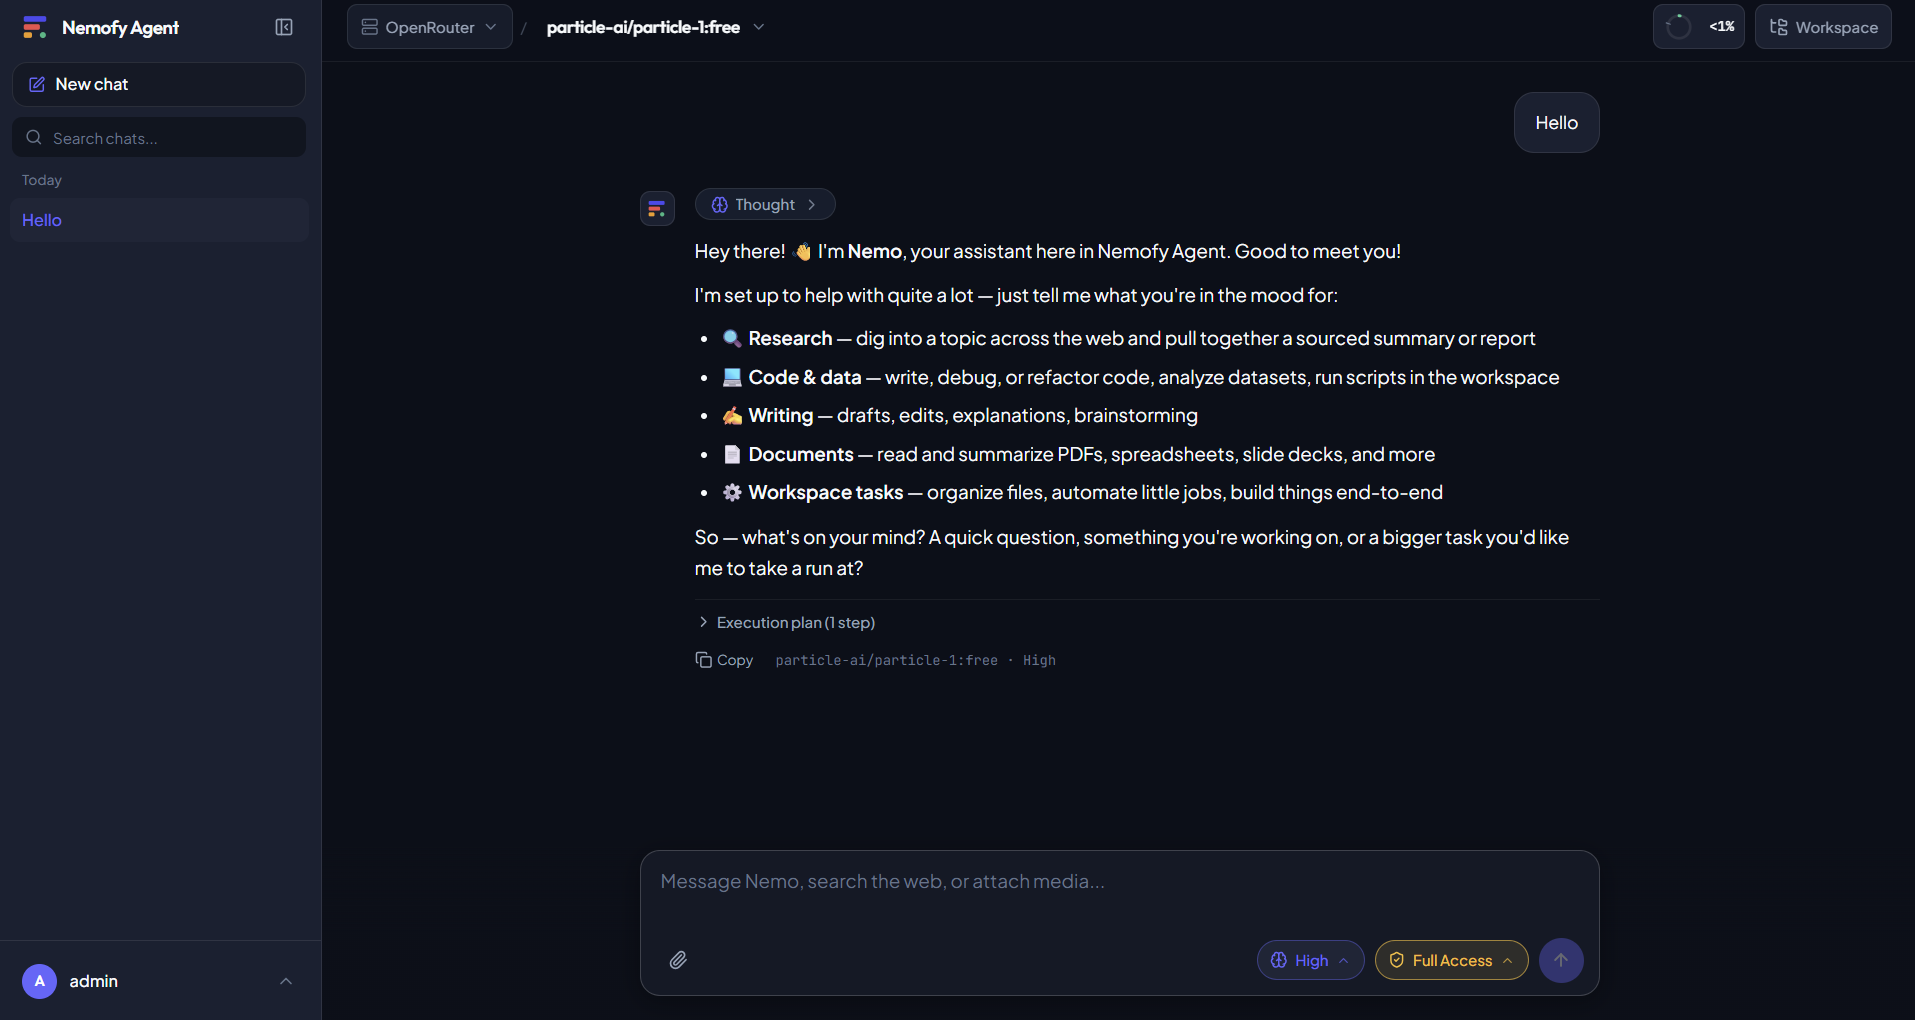 Nemofy Agent
New chat
Search chats...
Today
Hello
A admin
OpenRouter / particle-ai/particle-1:free
<1% Workspace
Hello
Thought
Hey there! 👋 I'm Nemo, your assistant here in Nemofy Agent. Good to meet you!
I'm set up to help with quite a lot — just tell me what you're in the mood for:
• 🔍 Research — dig into a topic across the web and pull together a sourced summary or report
• 💻 Code & data — write, debug, or refactor code, analyze datasets, run scripts in the workspace
• ✍️ Writing — drafts, edits, explanations, brainstorming
• 📄 Documents — read and summarize PDFs, spreadsheets, slide decks, and more
• ⚙️ Workspace tasks — organize files, automate little jobs, build things end-to-end
So — what's on your mind? A quick question, something you're working on, or a bigger task you'd like
me to take a run at?
Execution plan (1 step)
Copy particle-ai/particle-1:free · High
Message Nemo, search the web, or attach media...
High Full Access